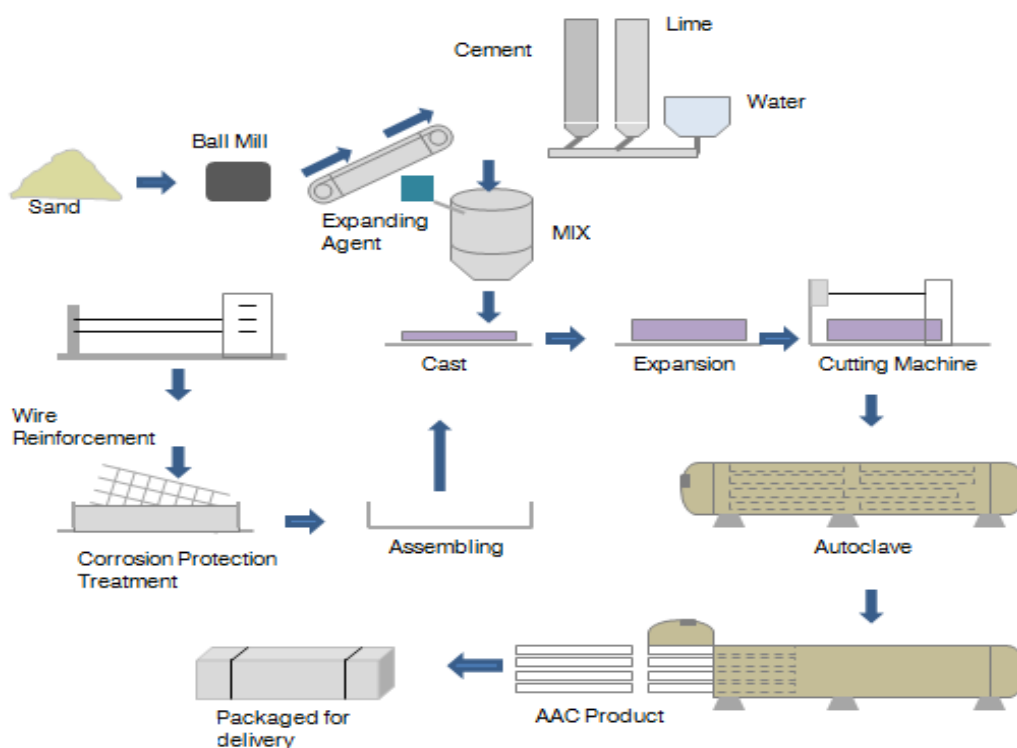 Lime
Cement
Water
Ball Mill
Sand
Expanding
Agent
MIX
Cast
Expansion
Cutting Machine
Wire
Reinforcement
Corrosion Protection
Treatment
Assembling
Autoclave
AAC Product
Packaged for
delivery